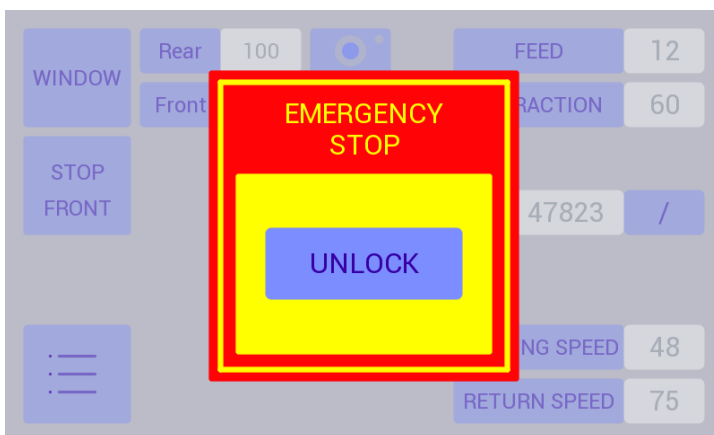 WINDOW
Rear 100
Front
FEED 12
RACTION 60
EMERGENCY
STOP
UNLOCK
STOP
FRONT
47823 /
NG SPEED 48
RETURN SPEED 75